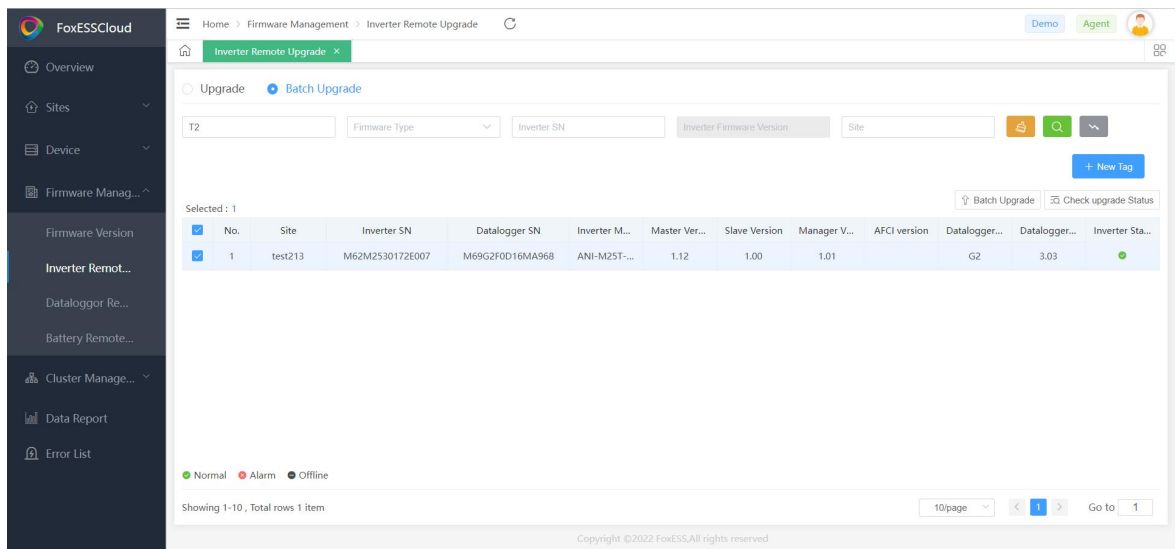 FoxESSCloud
Home > Firmware Management > Inverter Remote Upgrade
Demo
Agent
Inverter Remote Upgrade ×
Overview
Sites
Device
Firmware Manag...
Firmware Version
Inverter Remot...
Dataloggor Re...
Battery Remote...
Cluster Manage...
Data Report
Error List
Upgrade Batch Upgrade
T2 Firmware Type Inverter SN Inverter Firmware Version Site
+ New Tag
Selected : 1
Batch Upgrade Check upgrade Status
No. Site Inverter SN Datalogger SN Inverter M... Master Ver... Slave Version Manager V... AFCI version Datalogger... Datalogger... Inverter Sta...
1 test213 M62M2530172E007 M69G2F0D16MA968 ANI-M25T-... 1.12 1.00 1.01 G2 3.03
Normal Alarm Offline
Showing 1-10 , Total rows 1 item
10/page < 1 > Go to 1
Copyright ©2022 FoxESS,All rights reserved